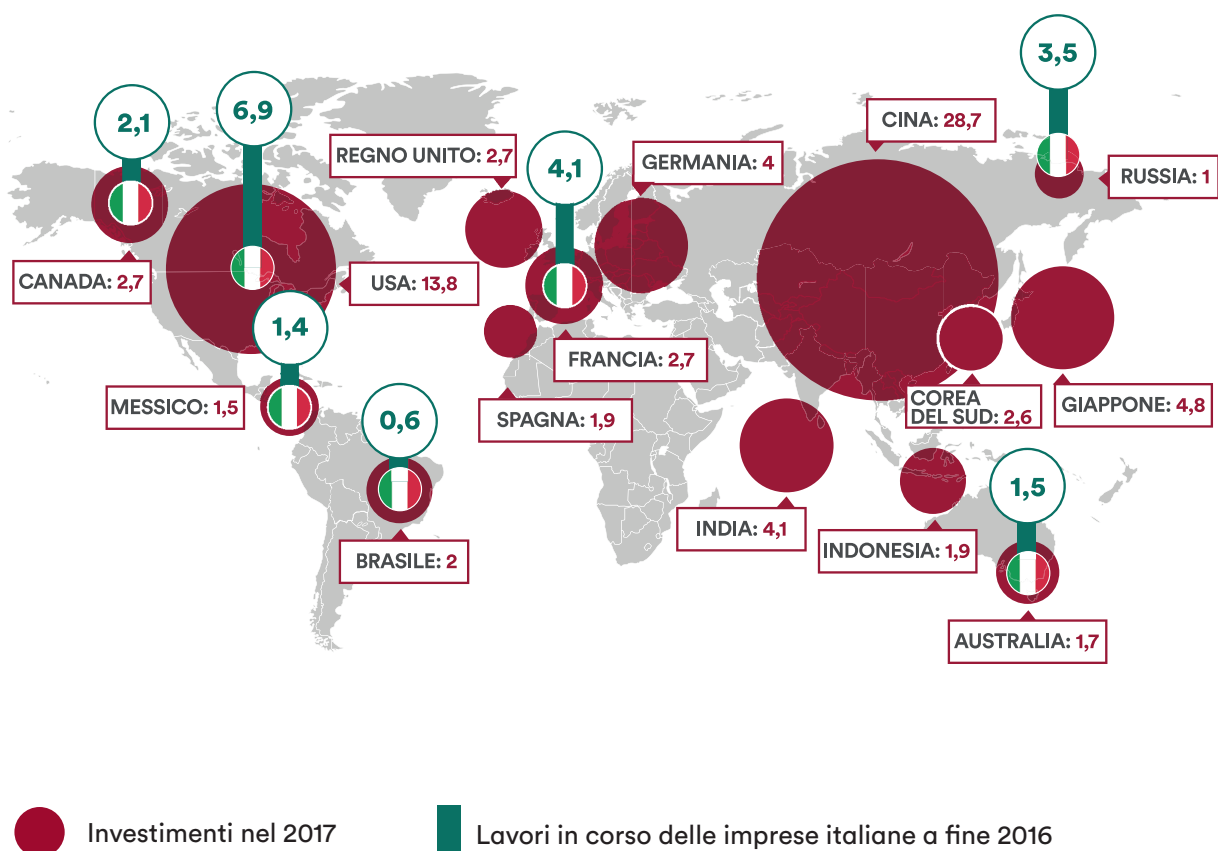 3,5
2,1
6,9
CINA: 28,7
REGNO UNITO: 2,7
4,1
GERMANIA: 4
RUSSIA: 1
CANADA: 2,7
USA: 13,8
1,4
FRANCIA: 2,7
MESSICO: 1,5
SPAGNA: 1,9
COREA
DEL SUD: 2,6
GIAPPONE: 4,8
0,6
1,5
INDIA: 4,1
INDONESIA: 1,9
BRASILE: 2
AUSTRALIA: 1,7
Investimenti nel 2017
Lavori in corso delle imprese italiane a fine 2016